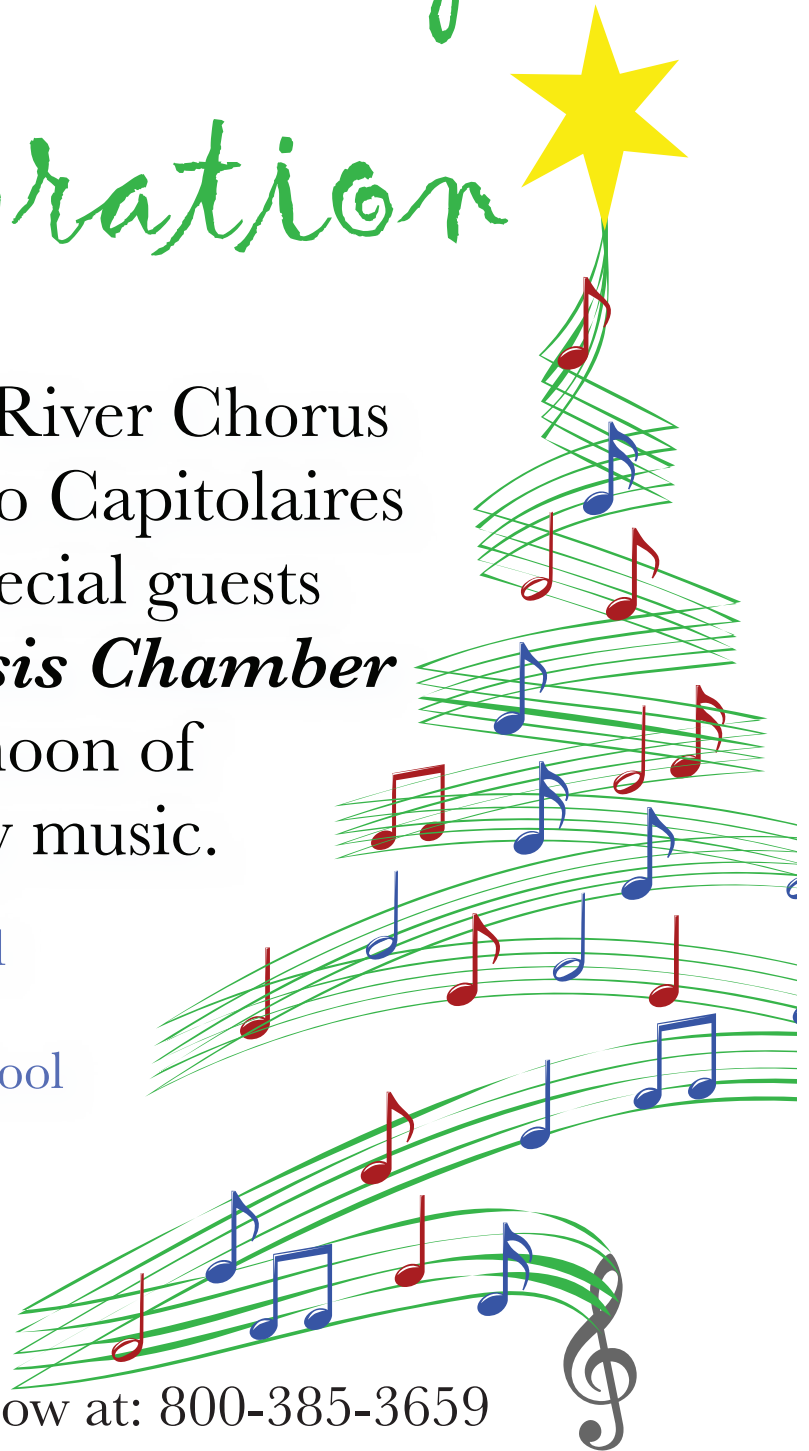 ration
River Chorus
o Capitolaires
ecial guests
sis Chamber
noon of
music.
ool
ow at: 800-385-3659